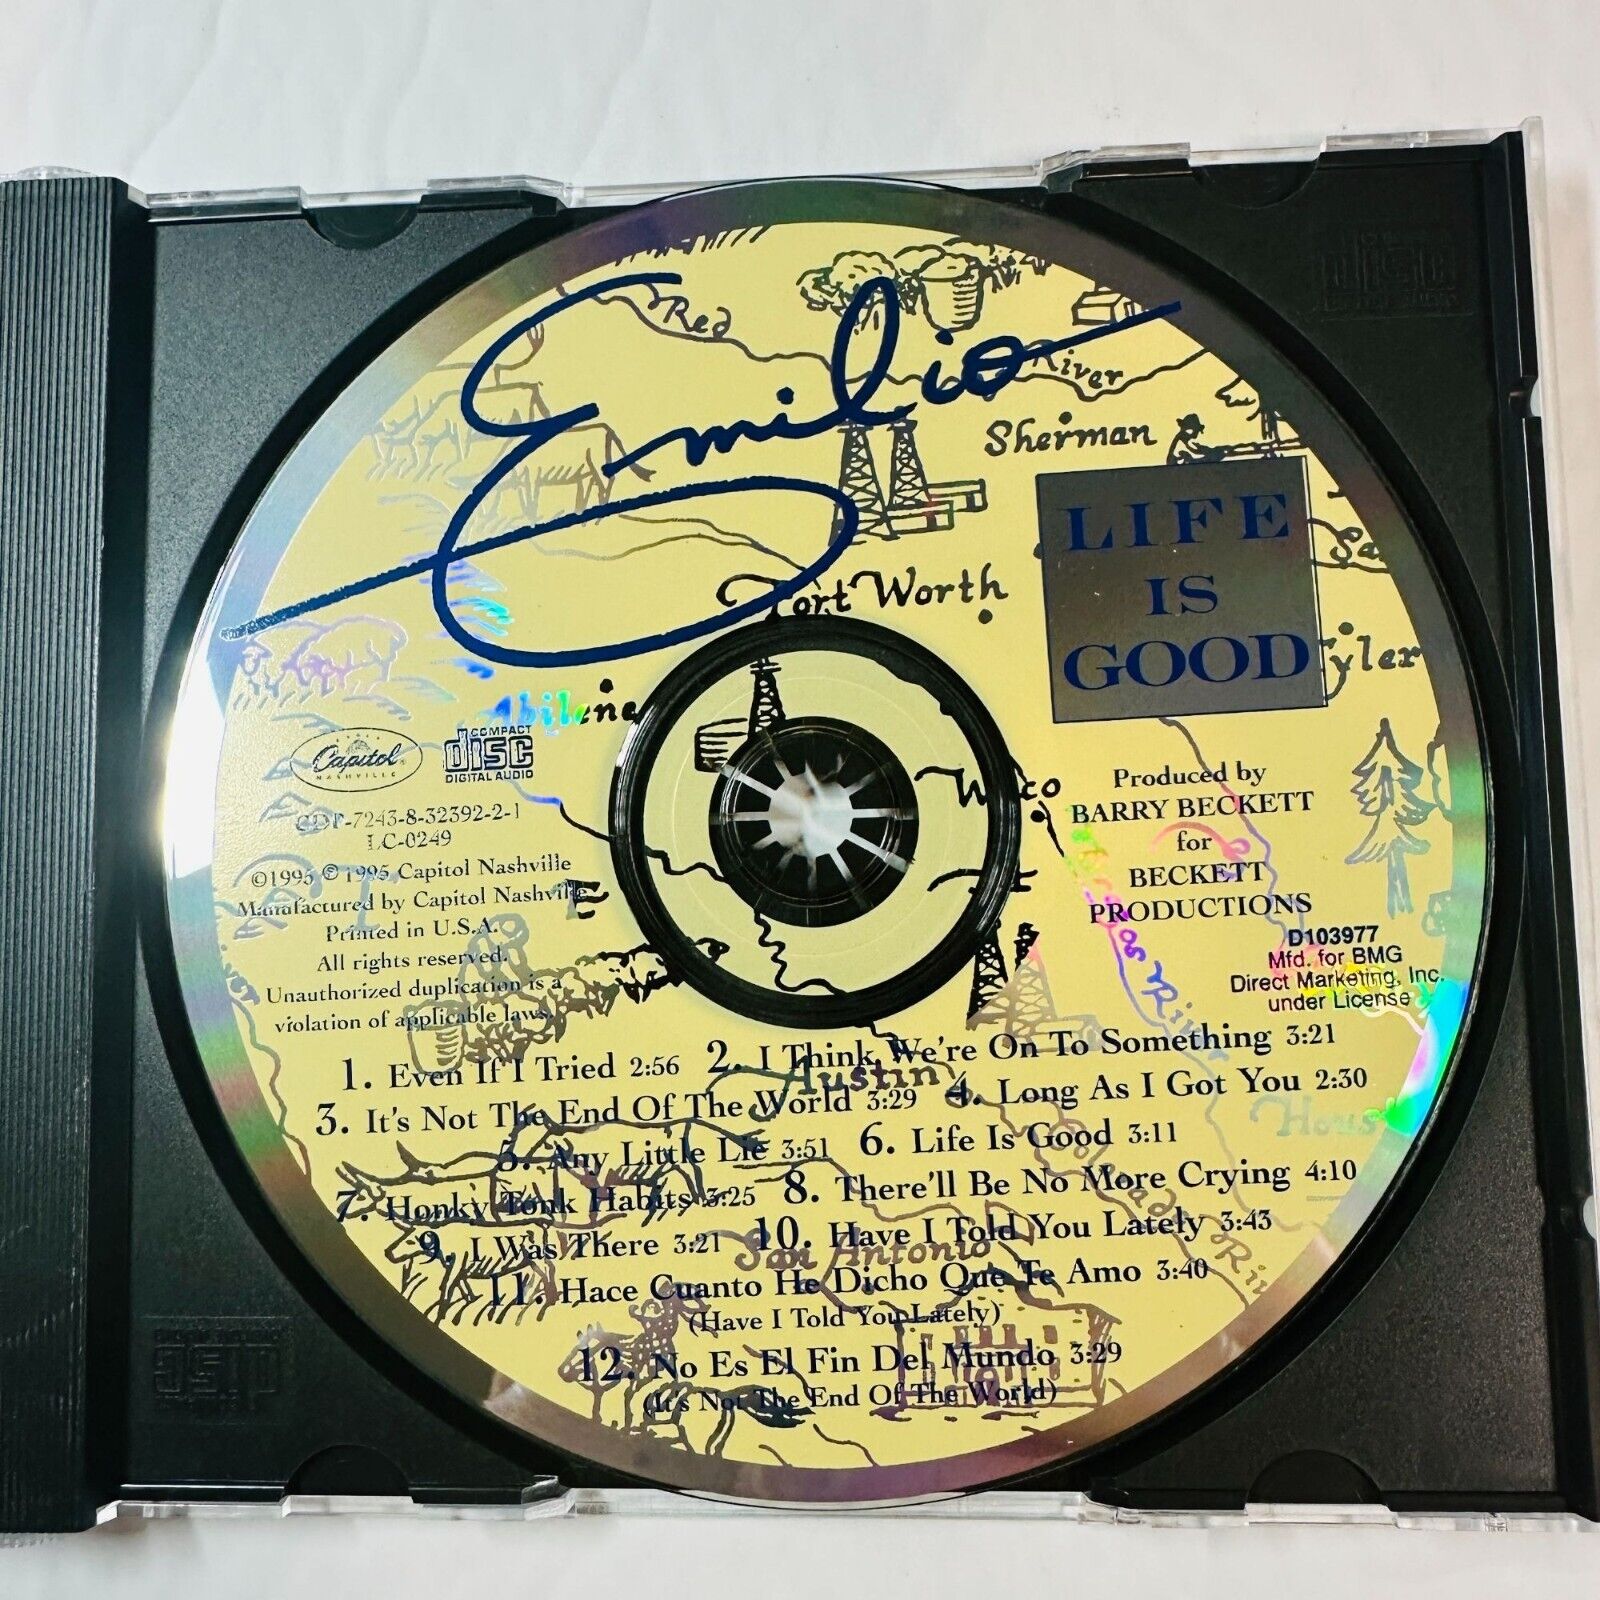 Emilio
Red
River
Sherman
LIFE
IS
GOOD
Fort Worth
Tyler
Abilene
Waco
Capitol
NASHVILLE
COMPACT
disc
DIGITAL AUDIO
CDP-7243-8-32392-2-1
LC-0249
©1995 ℗ 1995 Capitol Nashville
Manufactured by Capitol Nashville
Printed in U.S.A.
All rights reserved.
Unauthorized duplication is a
violation of applicable laws.
Produced by
BARRY BECKETT
for
BECKETT
PRODUCTIONS
D103977
Mfd. for BMG
Direct Marketing, Inc.
under License
River
1. Even If I Tried 2:56 2. I Think We're On To Something 3:21
Austin
3. It's Not The End Of The World 3:29 4. Long As I Got You 2:30
5. Any Little Lie 3:51 6. Life Is Good 3:11
7. Honky Tonk Habits 3:25 8. There'll Be No More Crying 4:10
9. I Was There 3:21 10. Have I Told You Lately 3:43
San Antonio
11. Hace Cuanto He Dicho Que Te Amo 3:40
(Have I Told You Lately)
12. No Es El Fin Del Mundo 3:29
(It's Not The End Of The World)